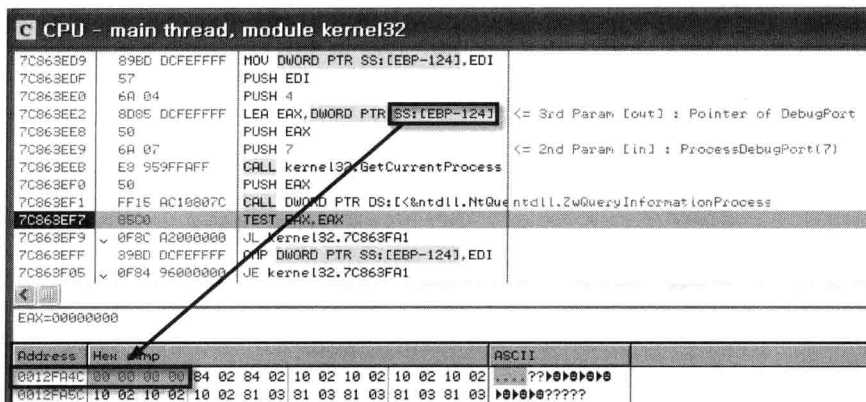 C CPU - main thread, module kernel32
7C863ED9 89BD DCFEFFFF MOV DWORD PTR SS:[EBP-124],EDI
7C863EDF 57 PUSH EDI
7C863EE0 6A 04 PUSH 4
7C863EE2 8D85 DCFEFFFF LEA EAX,DWORD PTR SS:[EBP-124] <= 3rd Param [out] : Pointer of DebugPort
7C863EE8 50 PUSH EAX
7C863EE9 6A 07 PUSH 7 <= 2nd Param [in] : ProcessDebugPort(7)
7C863EEB E8 959FFAFF CALL kernel32.GetCurrentProcess
7C863EF0 50 PUSH EAX
7C863EF1 FF15 AC10807C CALL DWORD PTR DS:[<&ntdll.NtQue ntdll.ZwQueryInformationProcess
7C863EF7 85C0 TEST EAX,EAX
7C863EF9 0F8C A2000000 JL kernel32.7C863FA1
7C863EFF 39BD DCFEFFFF CMP DWORD PTR SS:[EBP-124],EDI
7C863F05 0F84 96000000 JE kernel32.7C863FA1
EAX=00000000
Address Hex dump ASCII
0012FA4C 00 00 00 00 84 02 84 02 10 02 10 02 10 02 10 02 ....??
0012FA5C 10 02 10 02 10 02 81 03 81 03 81 03 81 03 81 03 ?????